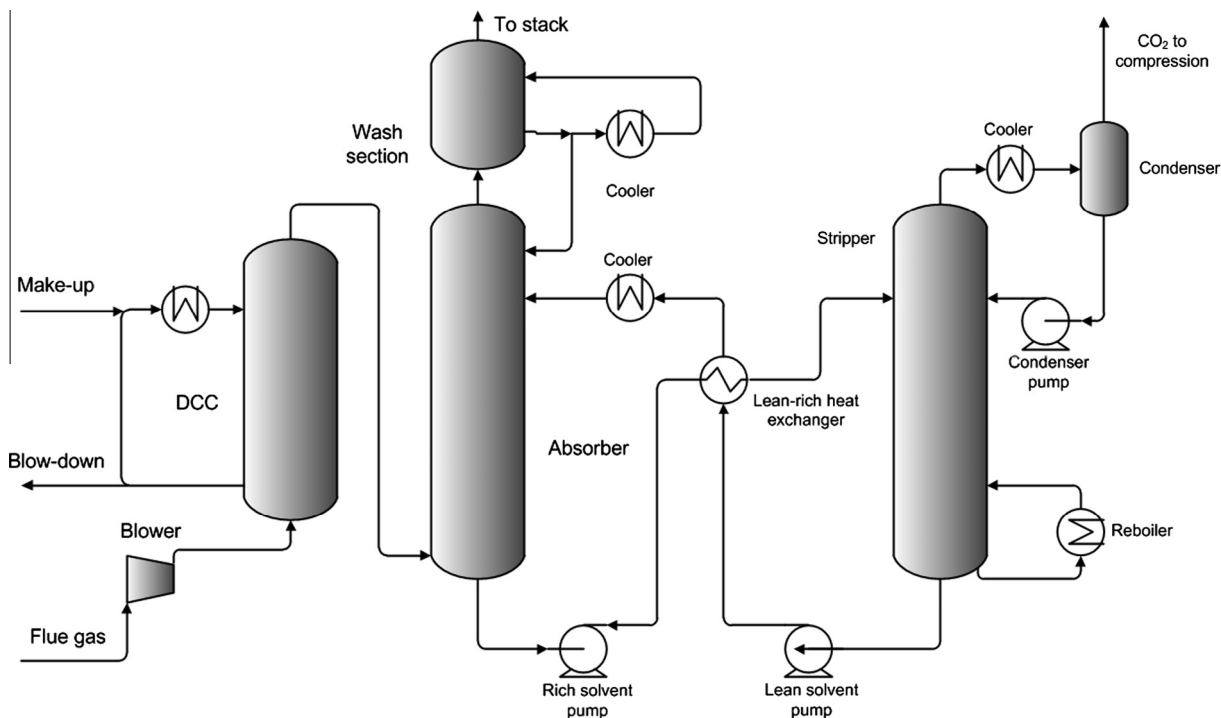 To stack
CO₂ to
compression
Wash
section
Cooler
Cooler
Condenser
Stripper
Cooler
Make-up
Condenser
pump
DCC
Lean-rich heat
exchanger
Absorber
Blow-down
Blower
Reboiler
Flue gas
Rich solvent
pump
Lean solvent
pump